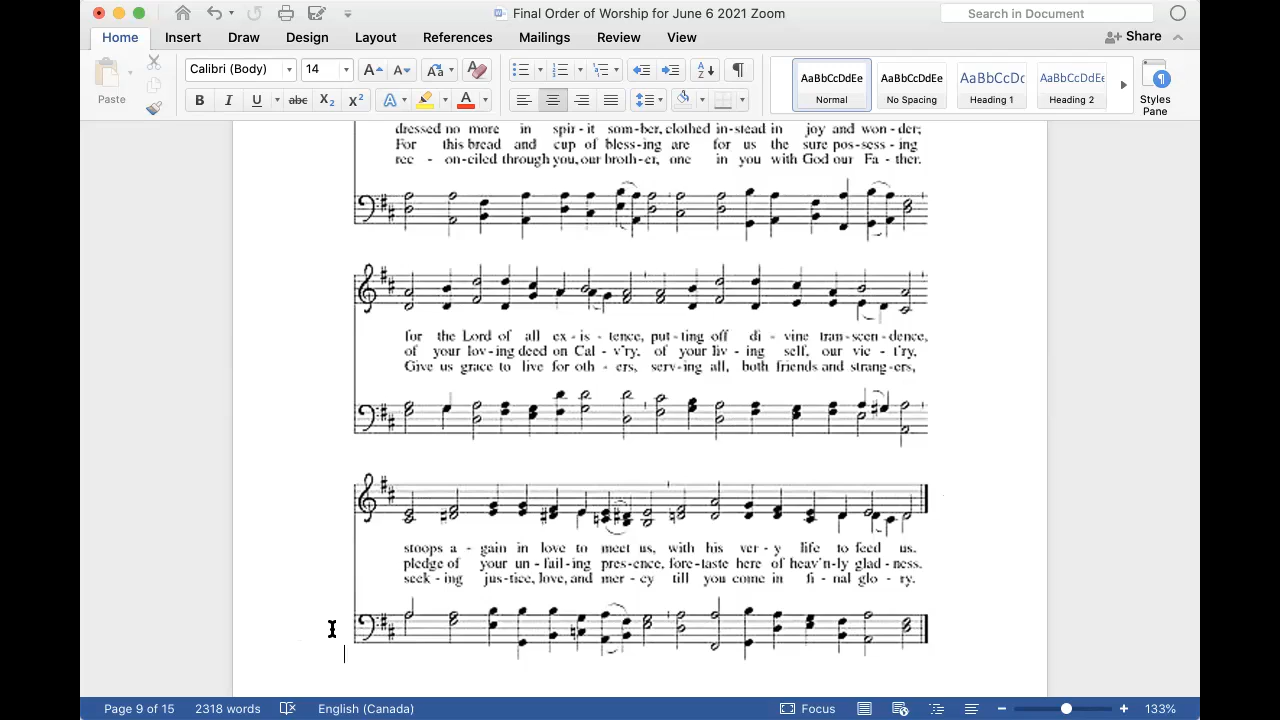 Final Order of Worship for June 6 2021 Zoom
Search in Document
Home Insert Draw Design Layout References Mailings Review View Share
Paste
Calibri (Body) 14
AaBbCcDdEe AaBbCcDdEe AaBbCcDc AaBbCcDdEe
Normal No Spacing Heading 1 Heading 2
Styles
Pane
dressed no more in spir - it som - ber, clothed in - stead in joy and won - der;
For this bread and cup of bless - ing are for us the sure pos - sess - ing
rec - on - ciled through you, our broth - er, one in you with God our Fa - ther.
for the Lord of all ex - is - tence, put - ting off di - vine tran - scen - dence,
of your lov - ing deed on Cal - v'ry, of your liv - ing self, our vic - t'ry,
Give us grace to live for oth - ers, serv - ing all, both friends and strang - ers,
stoops a - gain in love to meet us, with his ver - y life to feed us.
pledge of your un - fail - ing pres - ence, fore - taste here of heav'n - ly glad - ness.
seek - ing jus - tice, love, and mer - cy till you come in fi - nal glo - ry.
Page 9 of 15 2318 words English (Canada) Focus 133%